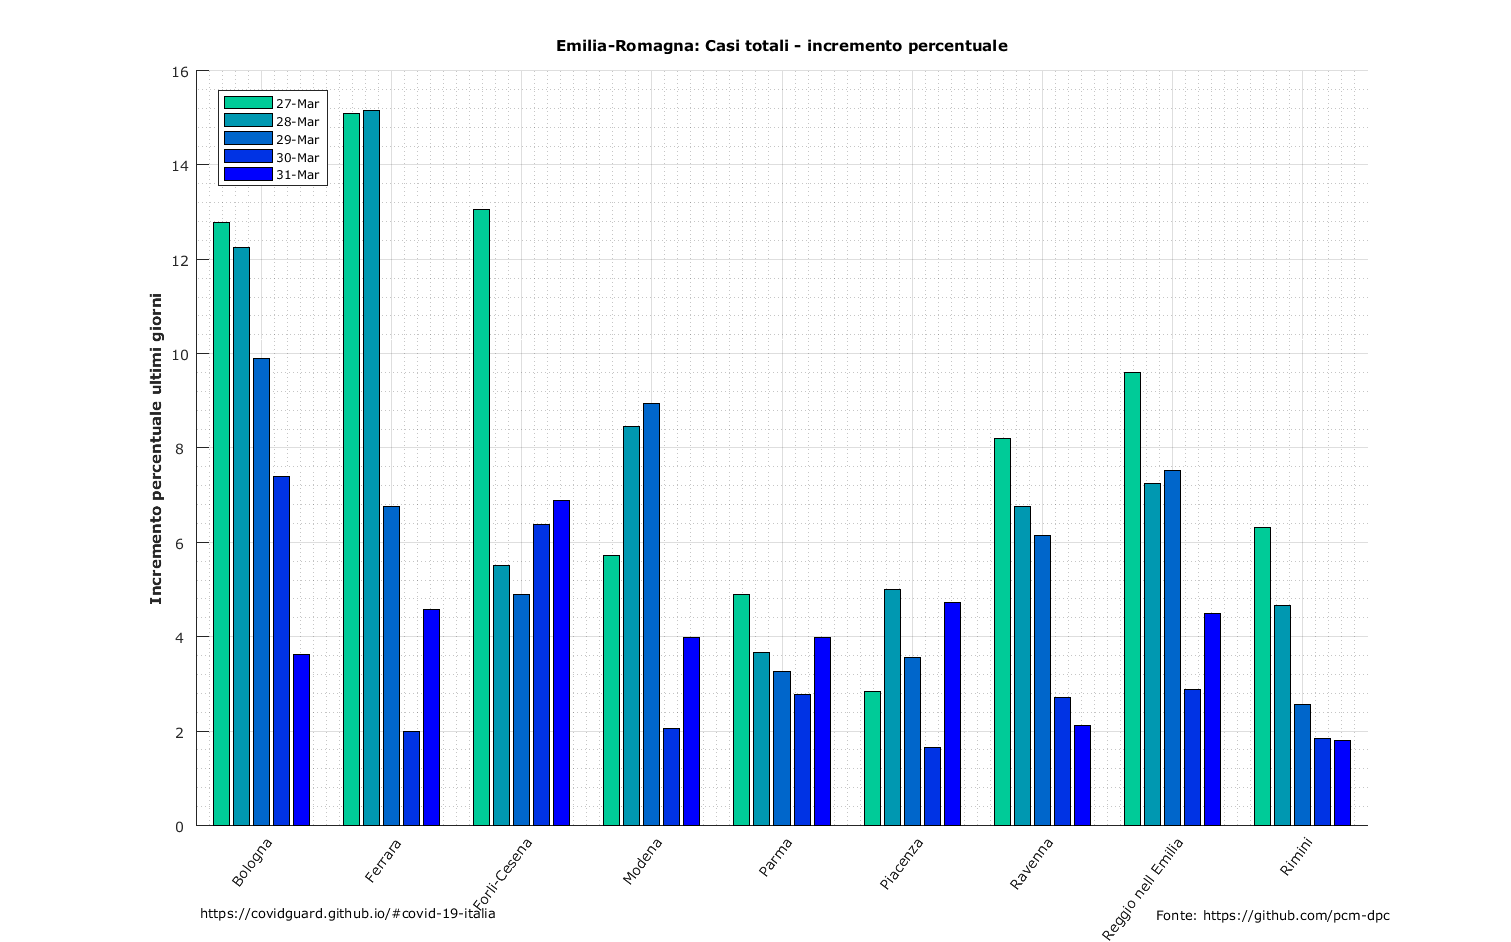 Emilia-Romagna: Casi totali - incremento percentuale
16
14
12
10
8
6
4
2
0
Incremento percentuale ultimi giorni
27-Mar
28-Mar
29-Mar
30-Mar
31-Mar
Bologna
Ferrara
Forlì-Cesena
Modena
Parma
Piacenza
Ravenna
Reggio nell Emilia
Rimini
https://covidguard.github.io/#covid-19-italia
Fonte: https://github.com/pcm-dpc